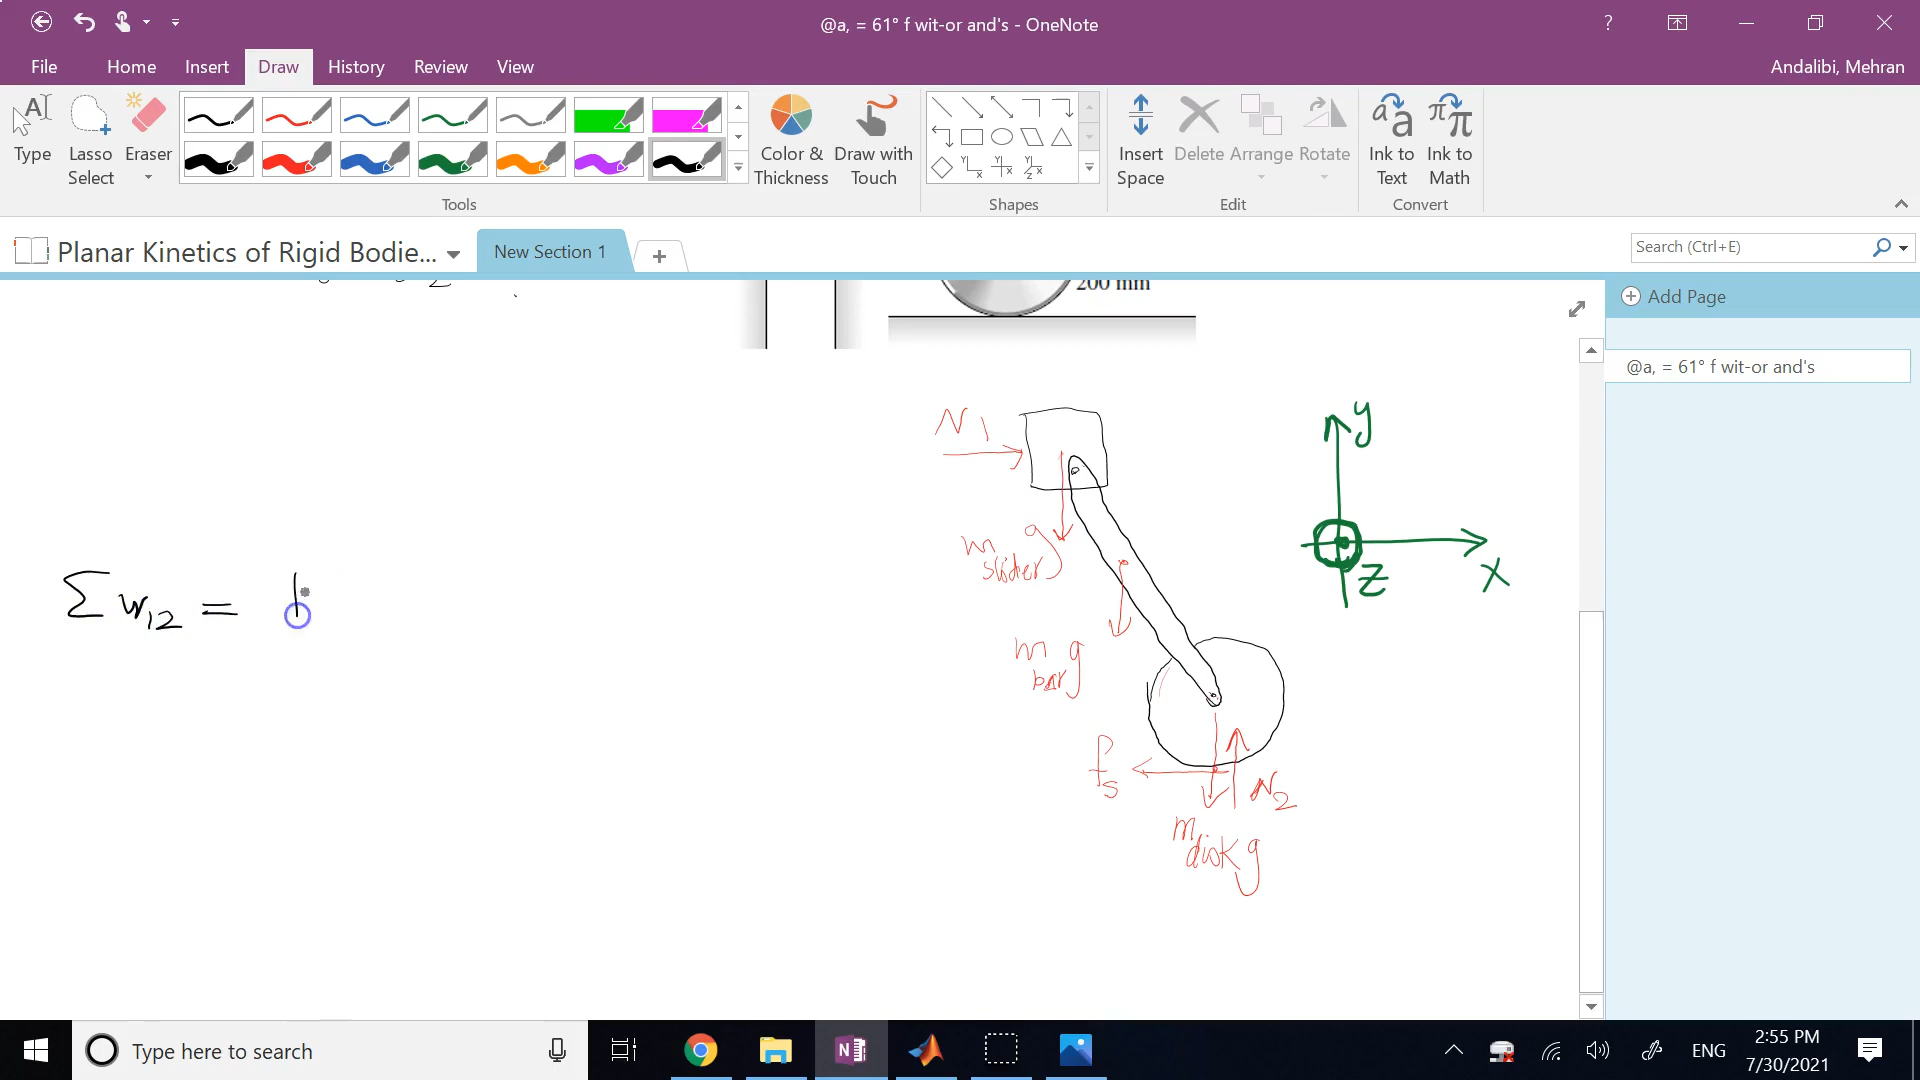 @a, = 61° f wit-or and's - OneNote
?
File
Home
Insert
Draw
History
Review
View
Andalibi, Mehran
Type
Lasso Select
Eraser
Color & Thickness
Draw with Touch
Insert Space
Delete
Arrange
Rotate
Ink to Text
Ink to Math
Tools
Shapes
Edit
Convert
Planar Kinetics of Rigid Bodie...
New Section 1
Search (Ctrl+E)
Add Page
@a, = 61° f wit-or and's
200 mm
N1
m slider g
m bar g
fs
N2
m disk g
y
x
z
Σ W12 =
Type here to search
ENG
2:55 PM
7/30/2021